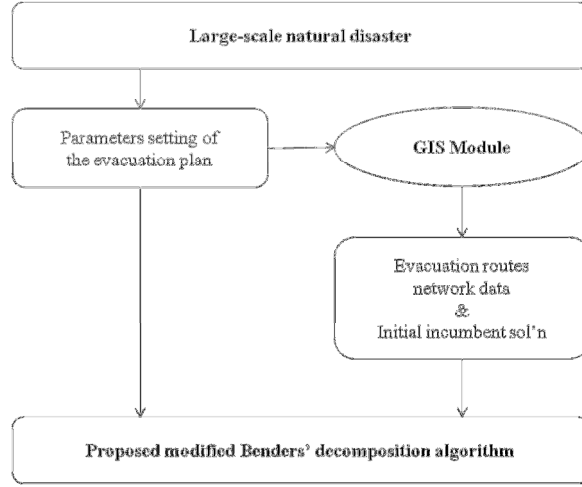 Large-scale natural disaster
Parameters setting of
the evacuation plan
GIS Module
Evacuation routes
network data
&
Initial incumbent sol'n
Proposed modified Benders' decomposition algorithm